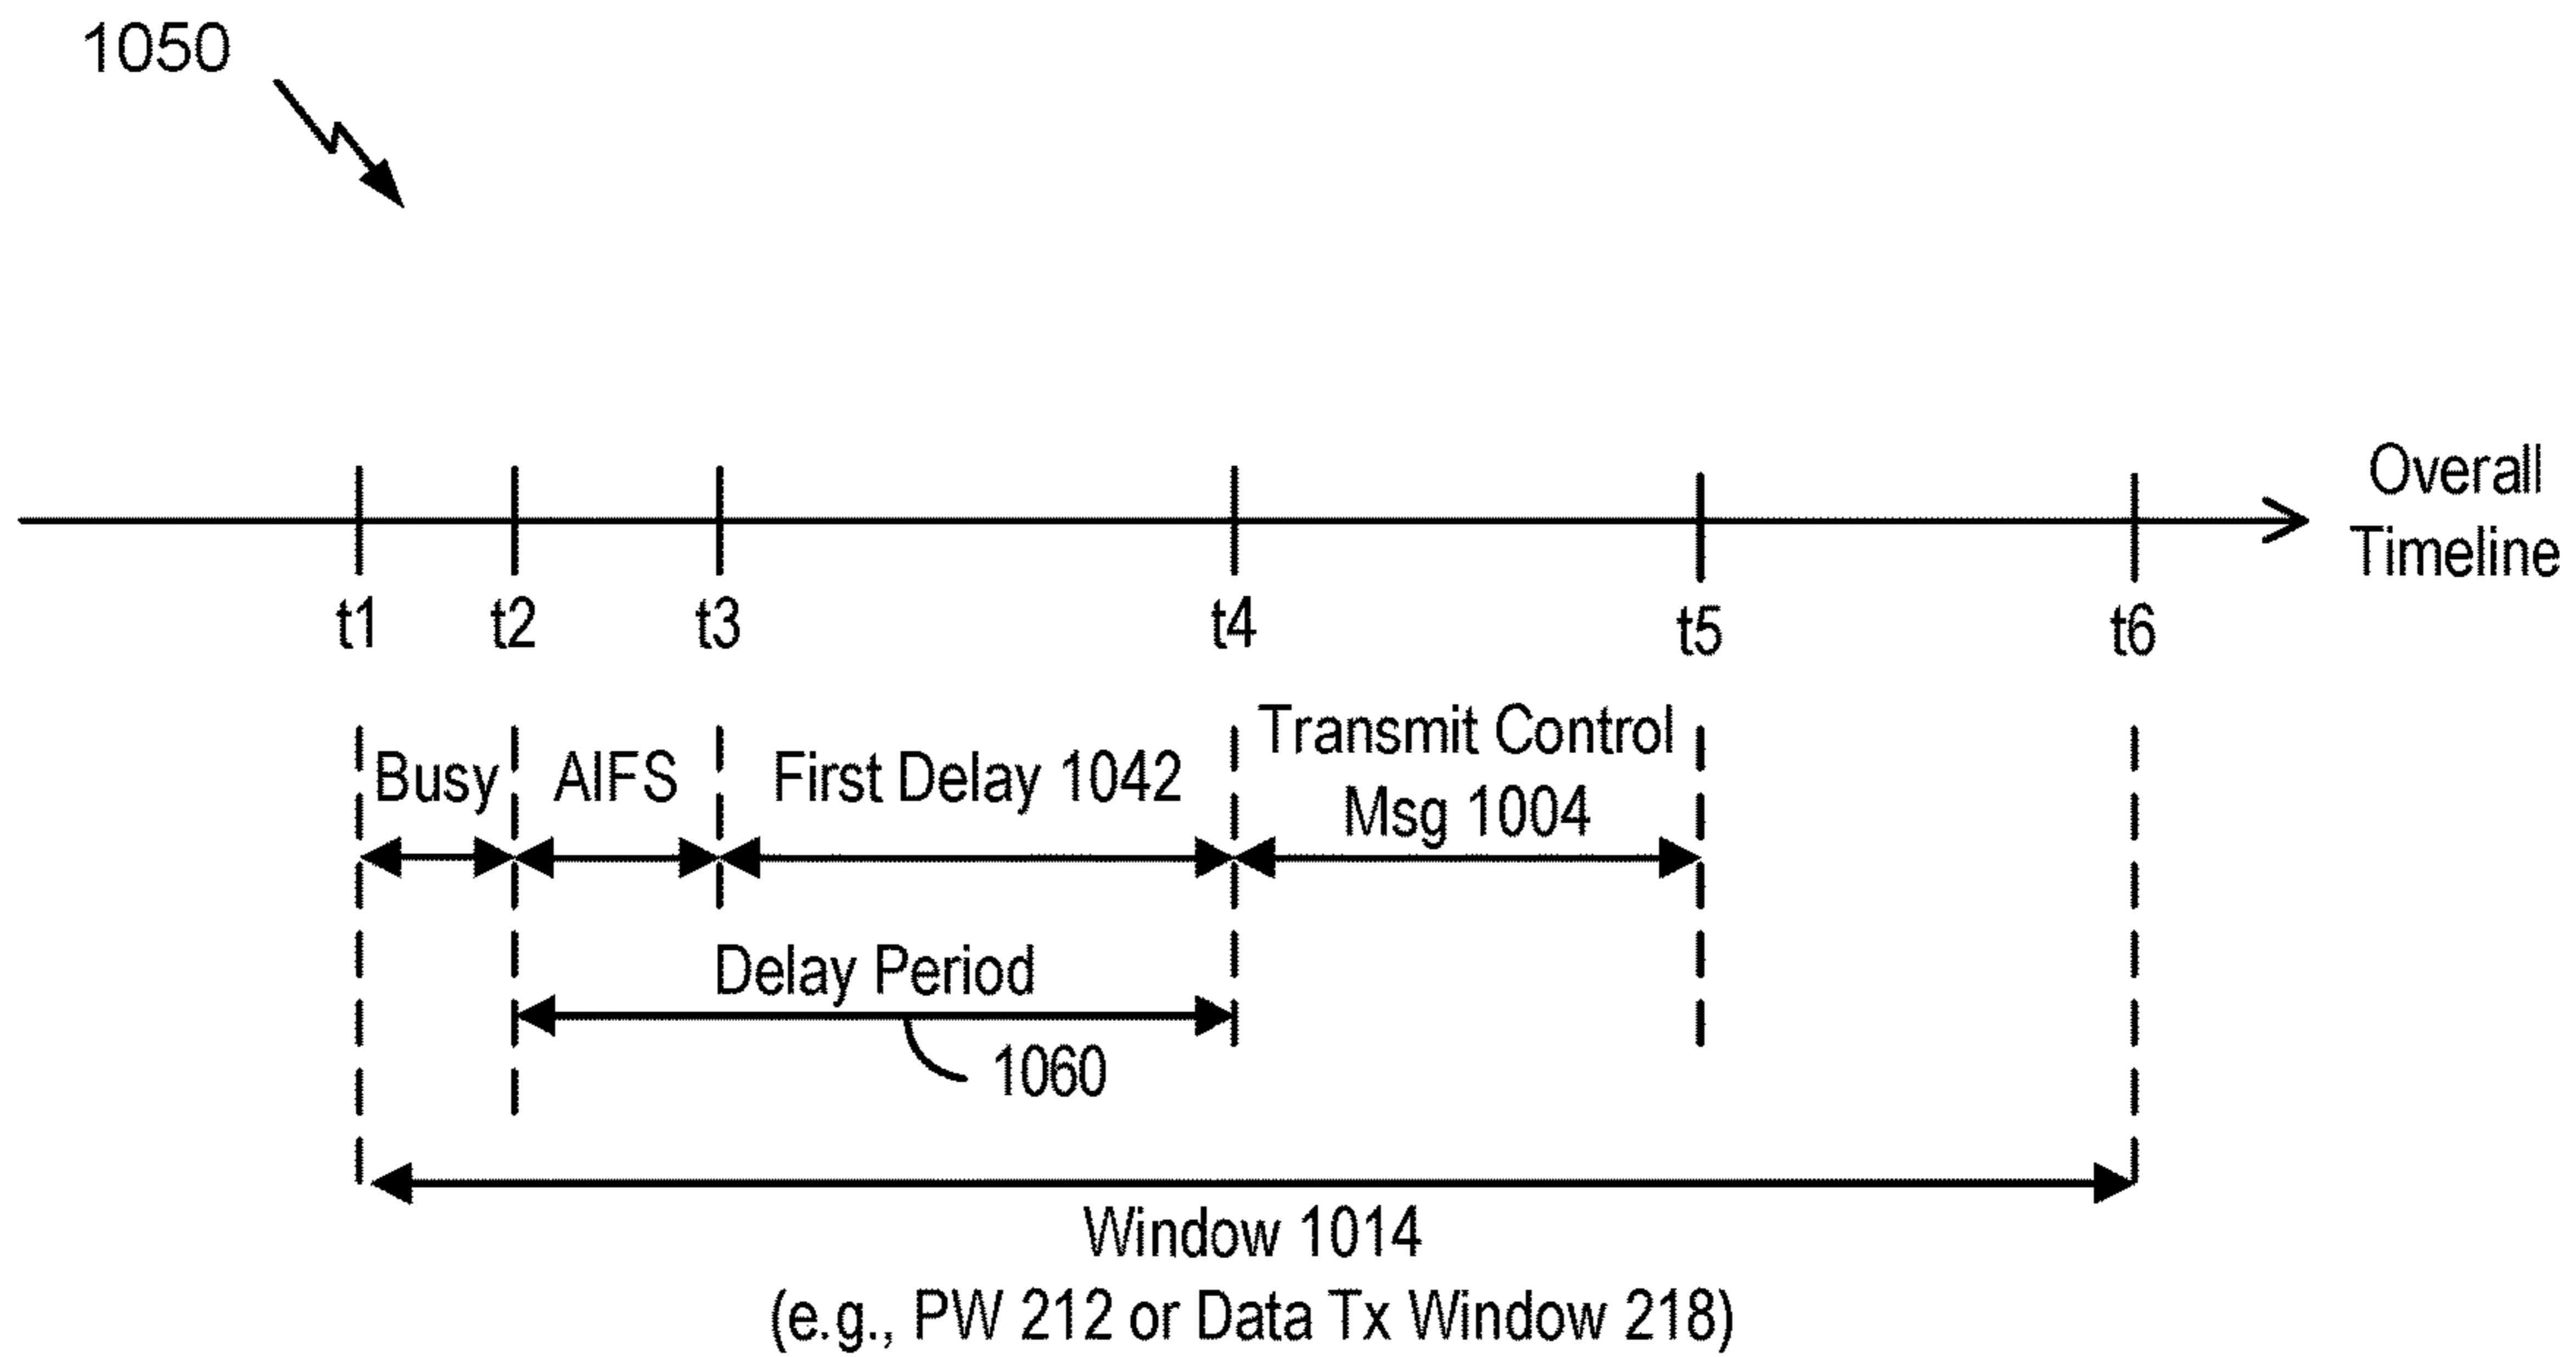 1050
Overall
Timeline
t1 t2 t3 t4 t5 t6
Busy AIFS First Delay 1042 Transmit Control
Msg 1004
Delay Period
1060
Window 1014
(e.g., PW 212 or Data Tx Window 218)